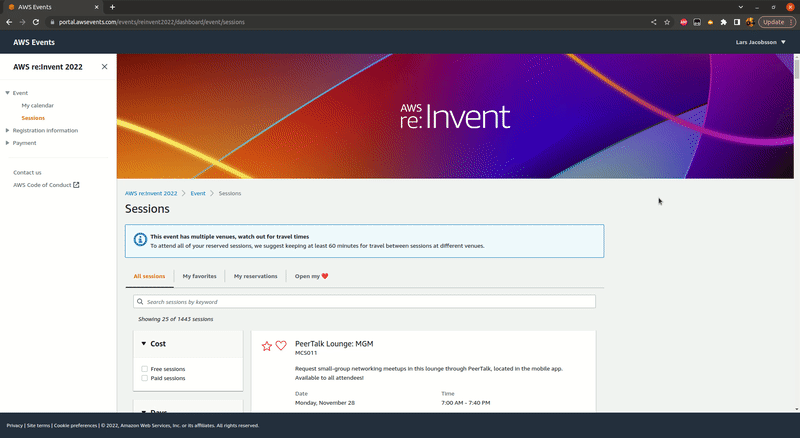 AWS Events
portal.awsevents.com/events/reinvent2022/dashboard/event/sessions
Update
AWS Events
Lars Jacobsson
AWS re:Invent 2022
Event
My calendar
Sessions
Registration information
Payment
Contact us
AWS Code of Conduct
AWS
re:Invent
AWS re:Invent 2022 > Event > Sessions
Sessions
This event has multiple venues, watch out for travel times
To attend all of your reserved sessions, we suggest keeping at least 60 minutes for travel between sessions at different venues.
All sessions
My favorites
My reservations
Open my ❤️
Search sessions by keyword
Showing 25 of 1443 sessions
Cost
Free sessions
Paid sessions
Days
PeerTalk Lounge: MGM
MCS011
Request small-group networking meetups in this lounge through PeerTalk, located in the mobile app.
Available to all attendees!
Date
Monday, November 28
Time
7:00 AM - 7:40 PM
Privacy | Site terms | Cookie preferences | © 2022, Amazon Web Services, Inc. or its affiliates. All rights reserved.